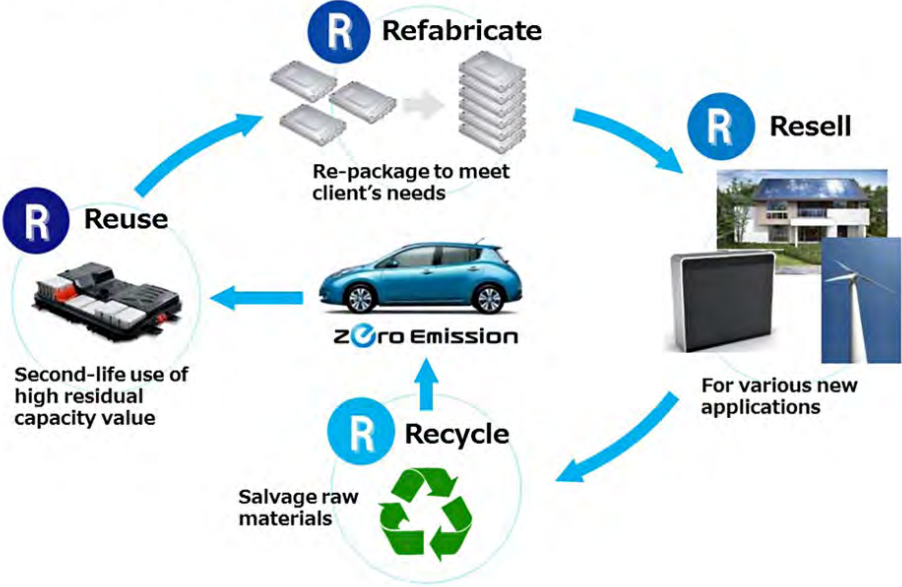 R Refabricate
Re-package to meet
client's needs
R Resell
For various new
applications
R Reuse
Second-life use of
high residual
capacity value
Zero Emission
R Recycle
Salvage raw
materials